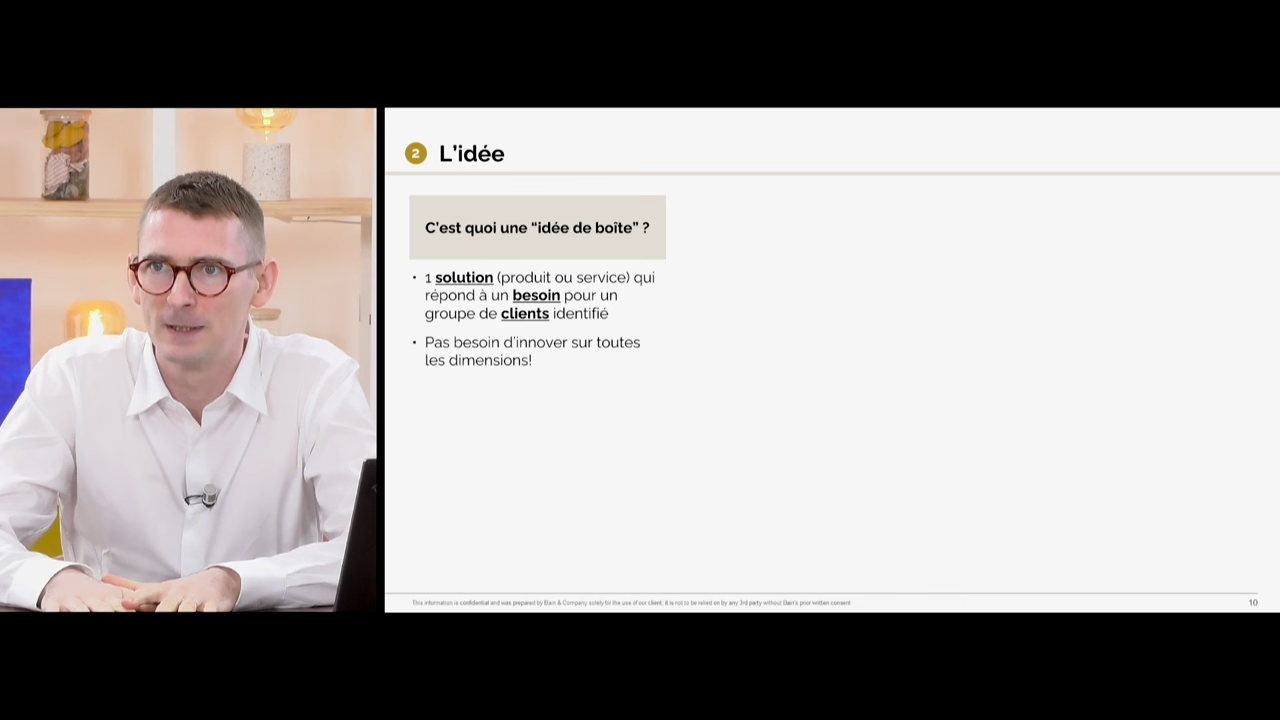 2 L'idée
C'est quoi une "idée de boîte" ?
• 1 solution (produit ou service) qui
répond à un besoin pour un
groupe de clients identifié
• Pas besoin d'innover sur toutes
les dimensions!
This information is confidential and was prepared by Bain & Company solely for the use of our client; it is not to be relied on by any 3rd party without Bain's prior written consent
10